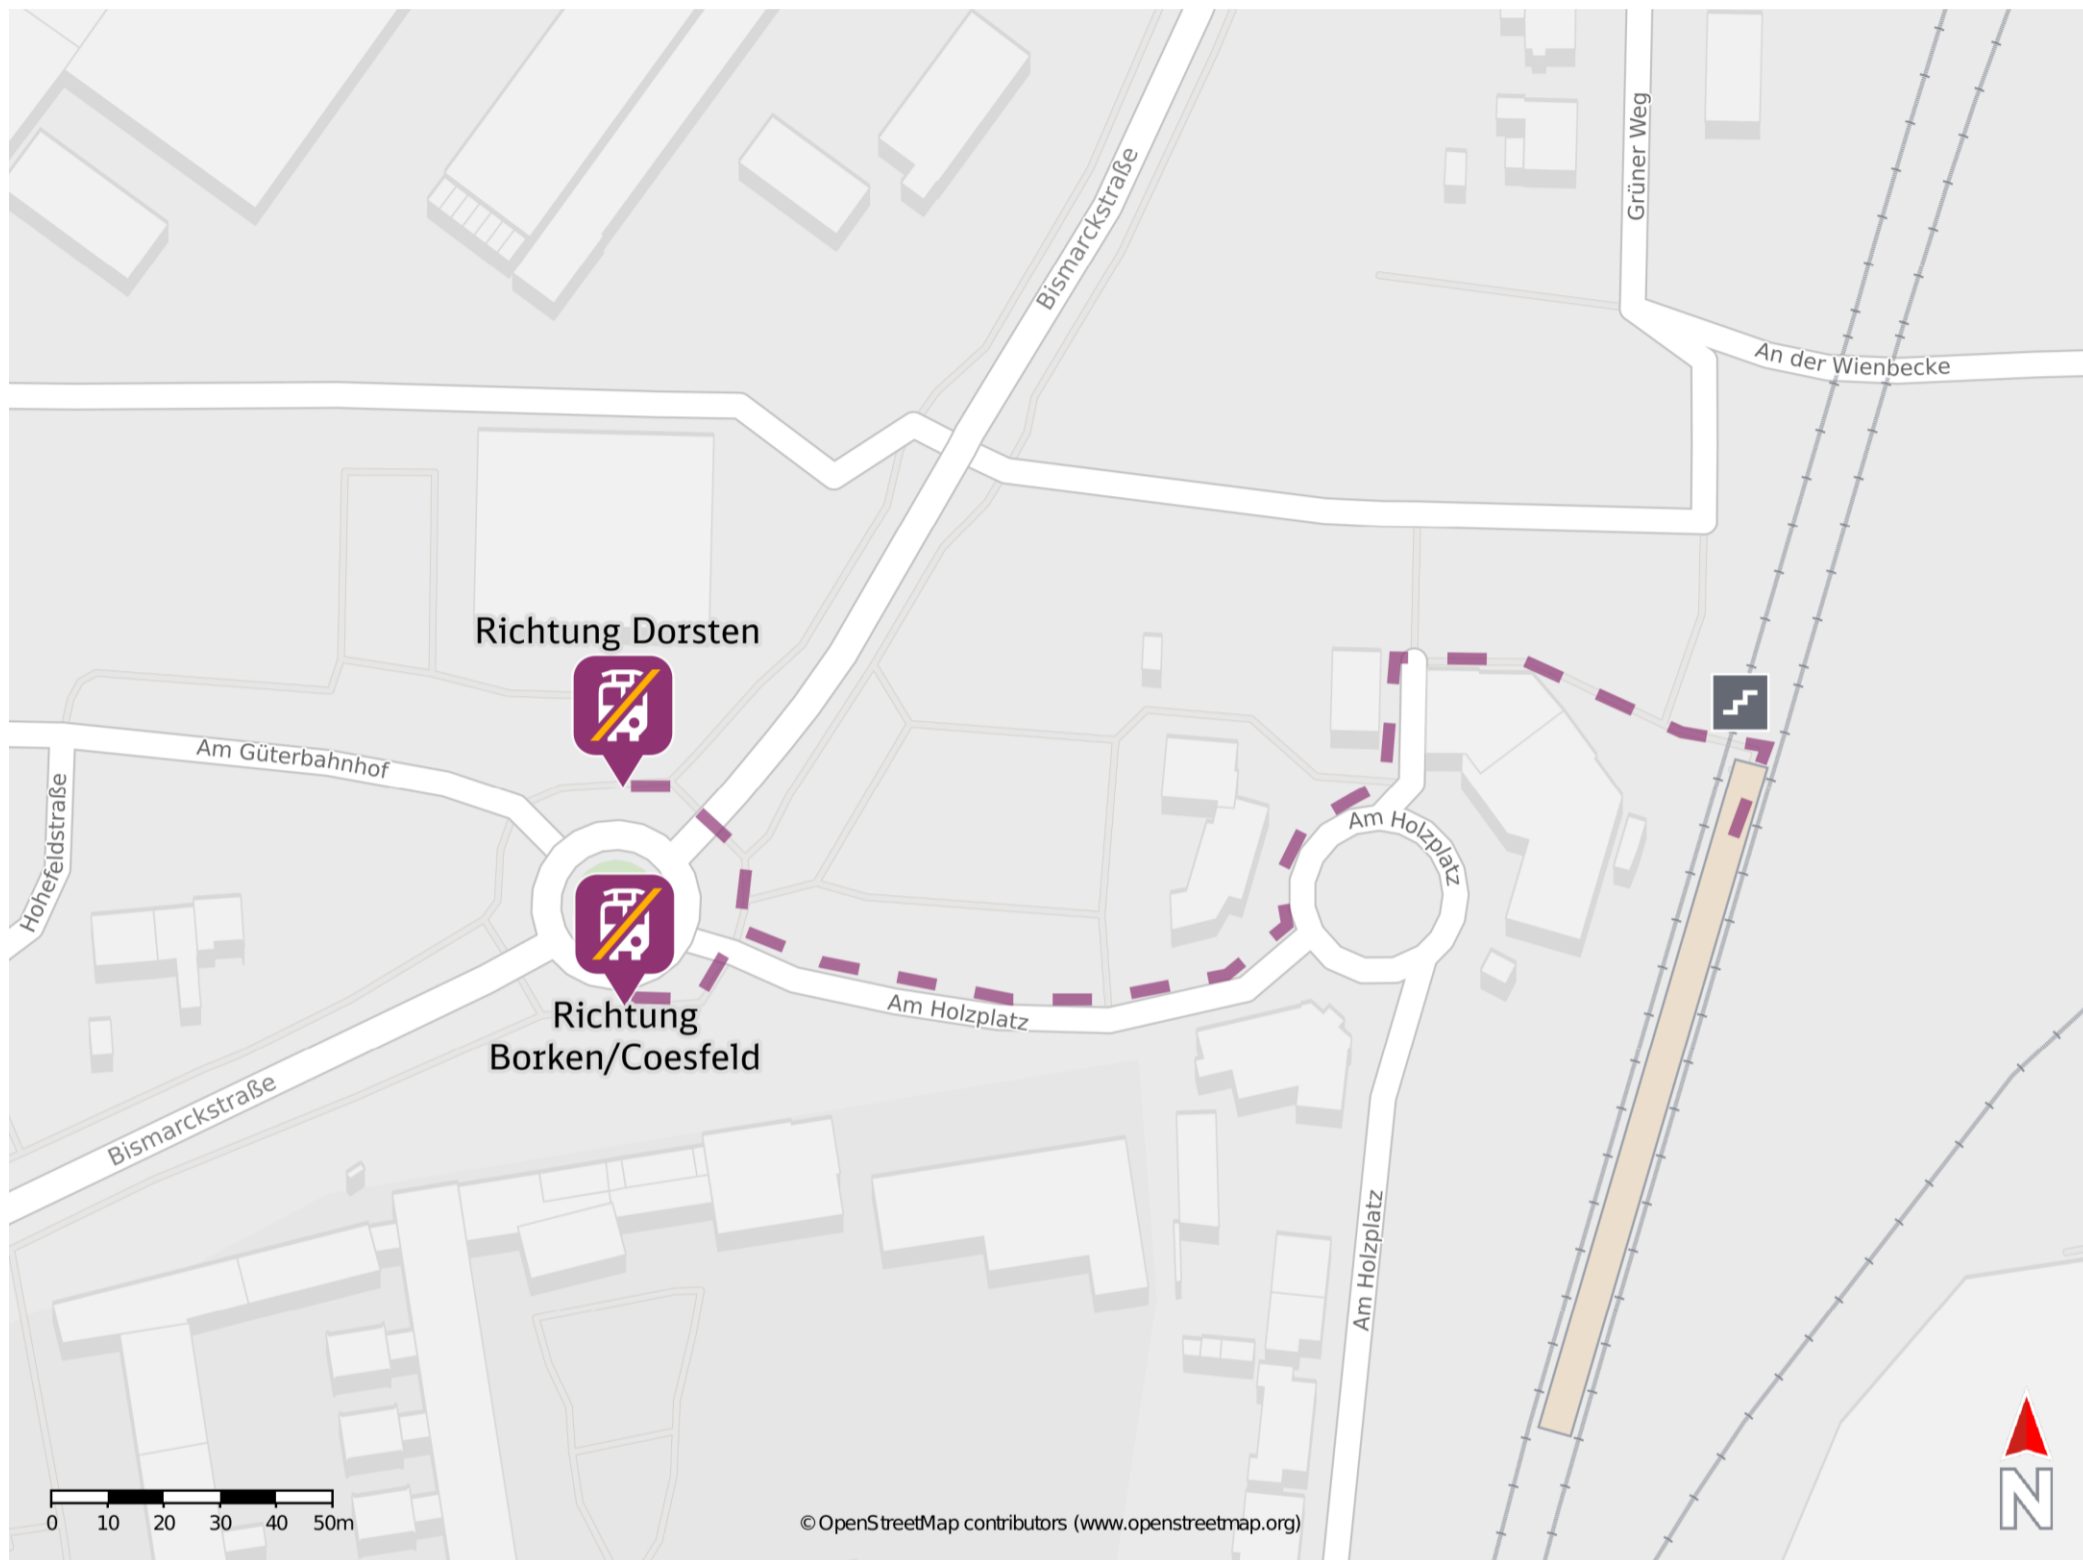 Grüner Weg
Bismarckstraße
An der Wienbecke
Richtung Dorsten
Am Güterbahnhof
Hohefeldstraße
Am Holzplatz
Richtung
Borken/Coesfeld
Am Holzplatz
Bismarckstraße
Am Holzplatz
0 10 20 30 40 50m
© OpenStreetMap contributors (www.openstreetmap.org)
N